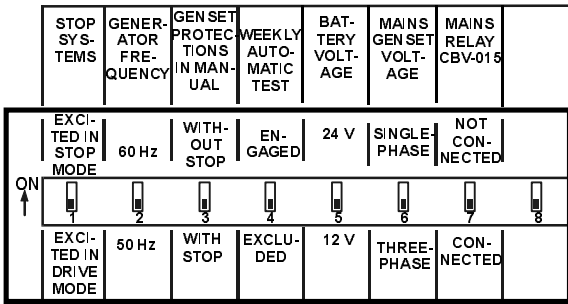 STOP
SYS-
TEMS
GENER-
ATOR
FRE-
QUENCY
GEN SET
PROTEC-
TIONS
IN MAN-
UAL
WEEKLY
AUTO-
MATIC
TEST
BAT-
TERY
VOLT-
AGE
MAINS
GEN SET
VOLT-
AGE
MAINS
RELAY
CBV-015
EXCI-
TED IN
STOP
MODE
60 Hz
WITH-
OUT
STOP
EN-
GAGED
24 V
SINGLE-
PHASE
NOT
CON-
NECTED
ON
1 2 3 4 5 6 7 8
EXCI-
TED IN
DRIVE
MODE
50 Hz
WITH
STOP
EXCLU-
DED
12 V
THREE-
PHASE
CON-
NECTED